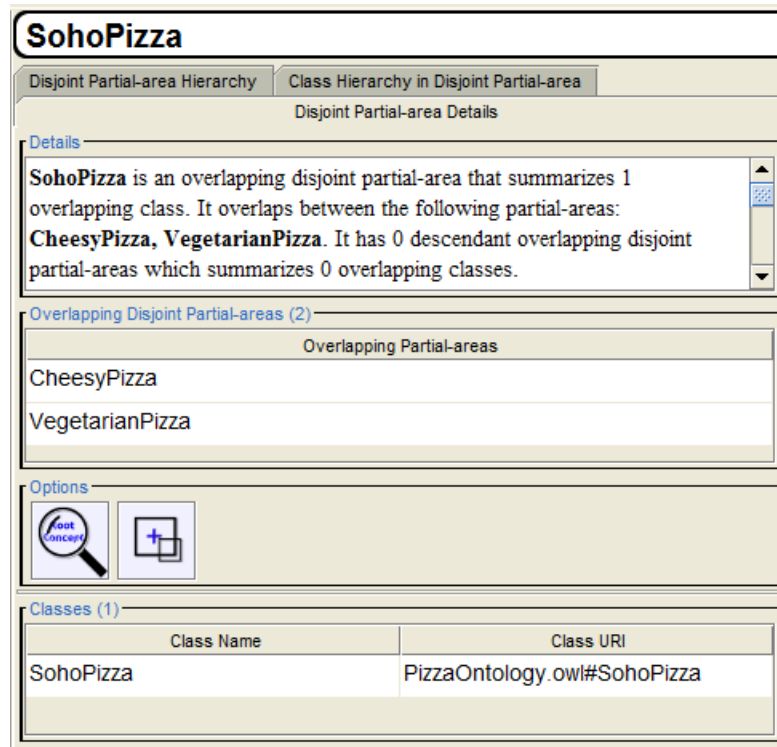 SohoPizza
Disjoint Partial-area Hierarchy Class Hierarchy in Disjoint Partial-area
Disjoint Partial-area Details
Details
SohoPizza is an overlapping disjoint partial-area that summarizes 1
overlapping class. It overlaps between the following partial-areas:
CheesyPizza, VegetarianPizza. It has 0 descendant overlapping disjoint
partial-areas which summarizes 0 overlapping classes.
Overlapping Disjoint Partial-areas (2)
Overlapping Partial-areas
CheesyPizza
VegetarianPizza
Options
Root
Concept
Classes (1)
Class Name Class URI
SohoPizza PizzaOntology.owl#SohoPizza